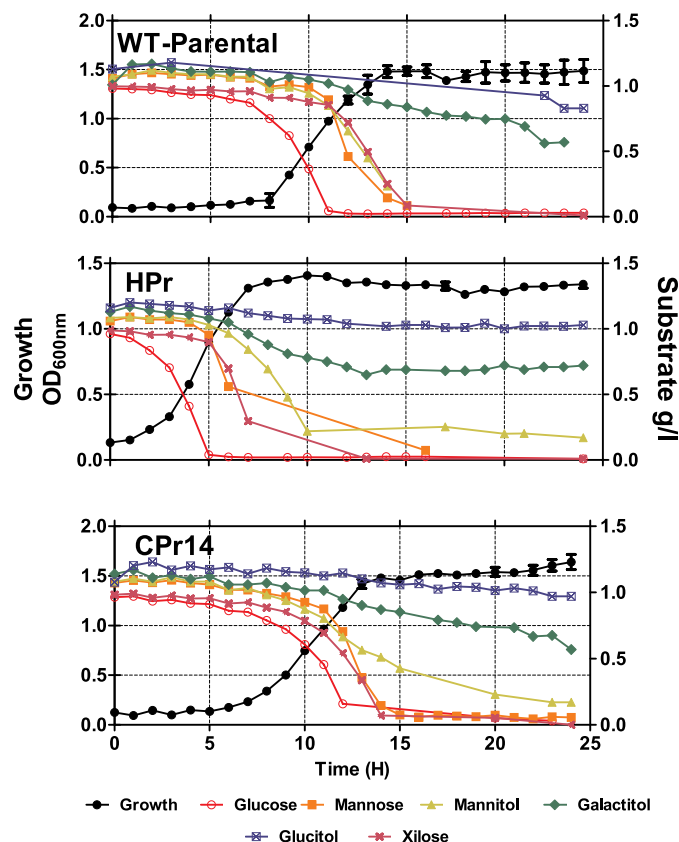 WT-Parental
2.0 1.5 1.0 0.5 0.0
1.5 1.0 0.5 0.0
HPr
1.5 1.0 0.5 0.0
1.5 1.0 0.5 0.0
Growth
OD600nm
Substrate g/l
CPr14
2.0 1.5 1.0 0.5 0.0
1.5 1.0 0.5 0.0
0 5 10 15 20 25
Time (H)
Growth Glucose Mannose Mannitol Galactitol
Glucitol Xilose